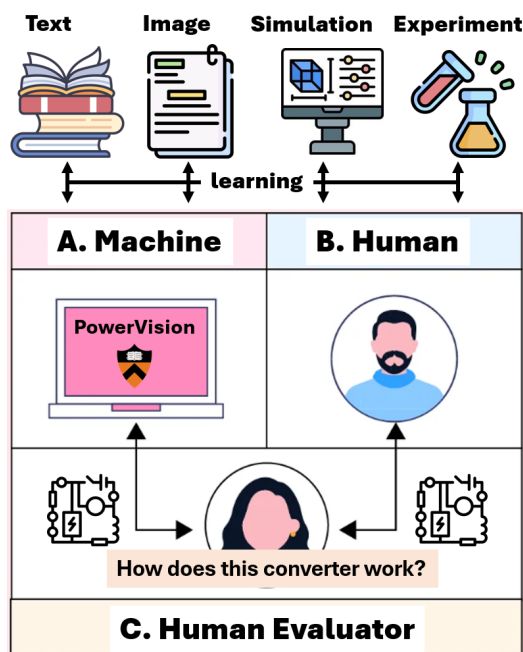 Text
Image
Simulation
Experiment
learning
A. Machine
B. Human
PowerVision
How does this converter work?
C. Human Evaluator